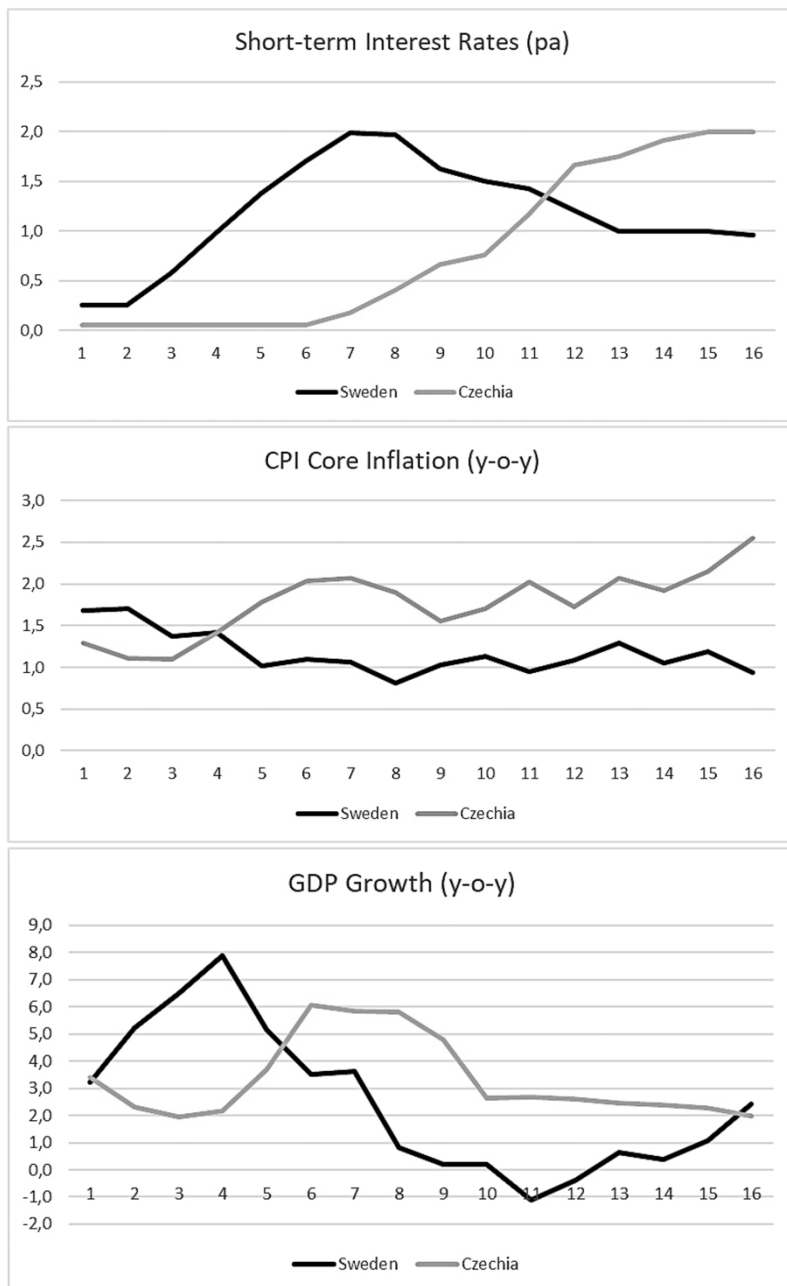 Short-term Interest Rates (pa)
2,5
2,0
1,5
1,0
0,5
0,0
1 2 3 4 5 6 7 8 9 10 11 12 13 14 15 16
Sweden Czechia
CPI Core Inflation (y-o-y)
3,0
2,5
2,0
1,5
1,0
0,5
0,0
1 2 3 4 5 6 7 8 9 10 11 12 13 14 15 16
Sweden Czechia
GDP Growth (y-o-y)
9,0
8,0
7,0
6,0
5,0
4,0
3,0
2,0
1,0
0,0
1 2 3 4 5 6 7 8 9 10 11 12 13 14 15 16
-1,0
-2,0
Sweden Czechia